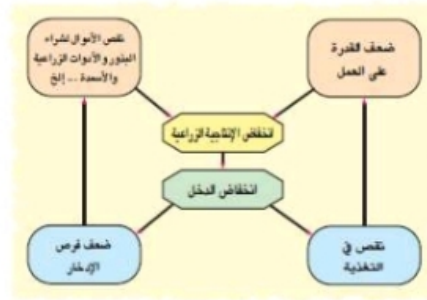 ضعف القدرة
على العمل
نقص الأموال لشراء
البذور والأدوات الزراعية
والأسمدة ... إلخ
انخفاض الإنتاجية الزراعية
انخفاض الدخل
نقص في
التغذية
ضعف فرص
الإدخار